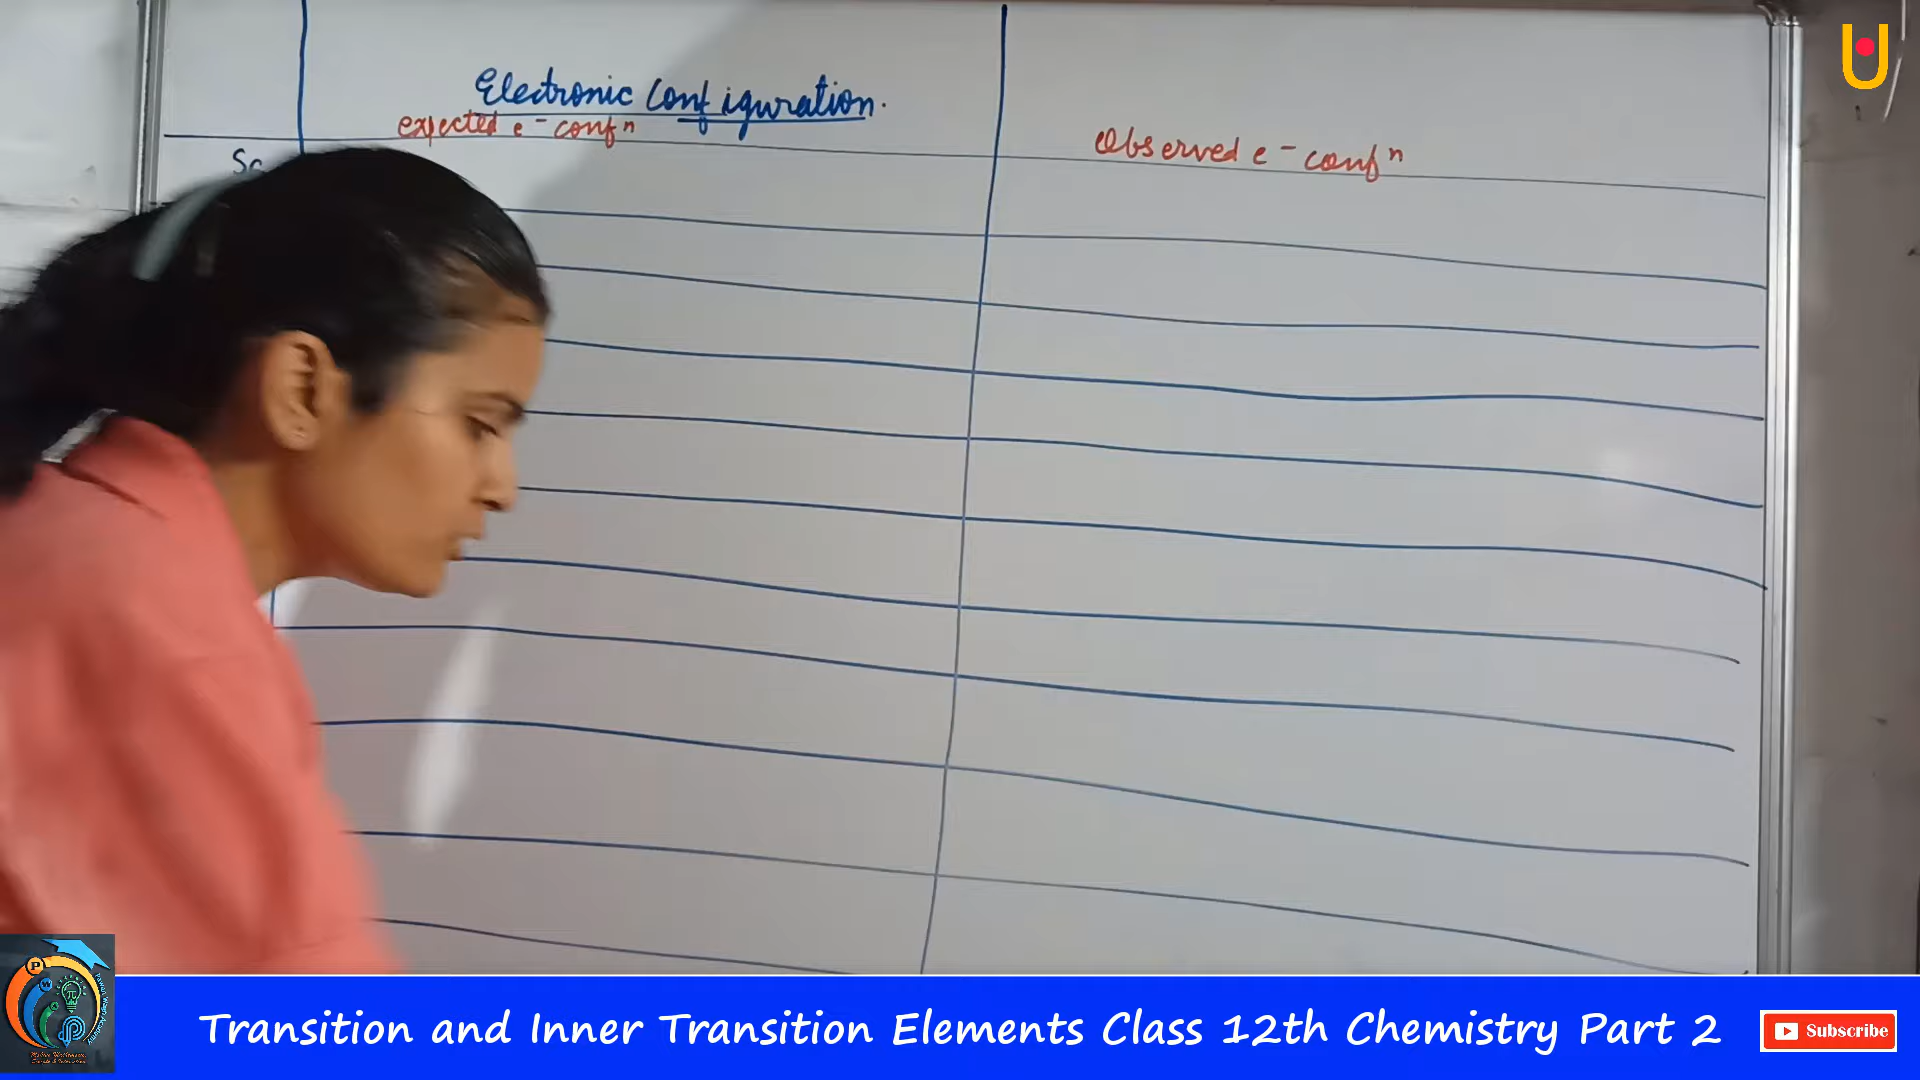 Electronic Configuration.
expected e⁻ confⁿ
Observed e⁻ confⁿ
Sc
Transition and Inner Transition Elements Class 12th Chemistry Part 2
Subscribe